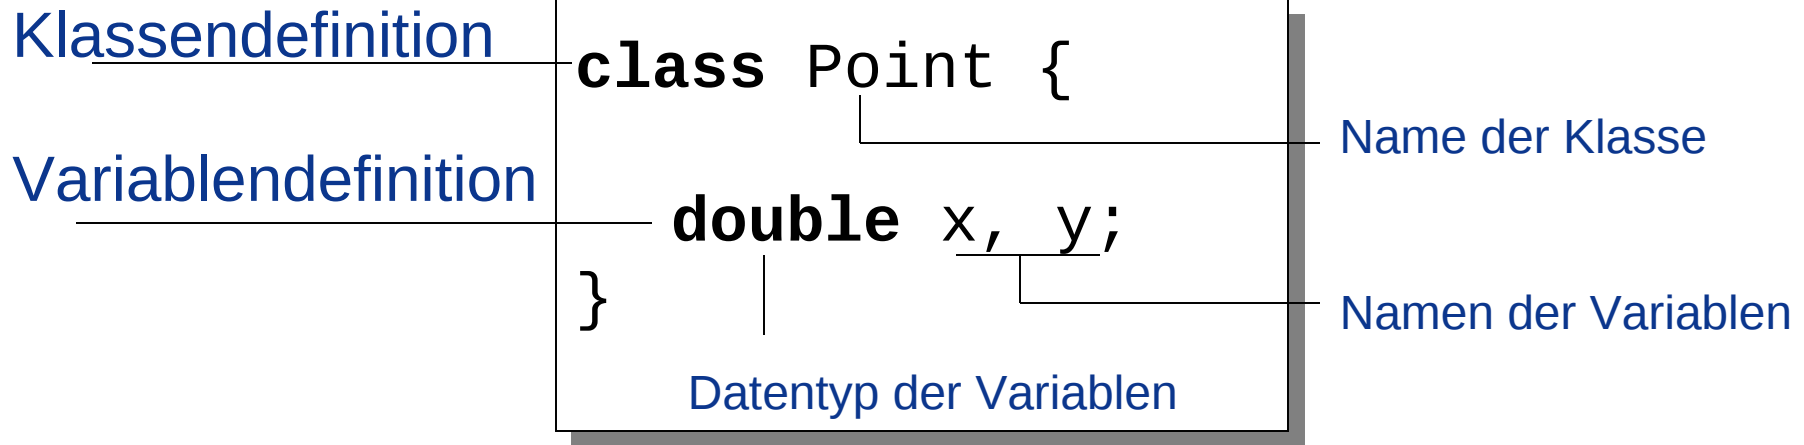 Klassendefinition
class Point {
Name der Klasse
Variablendefinition
double x, y;
}
Namen der Variablen
Datentyp der Variablen